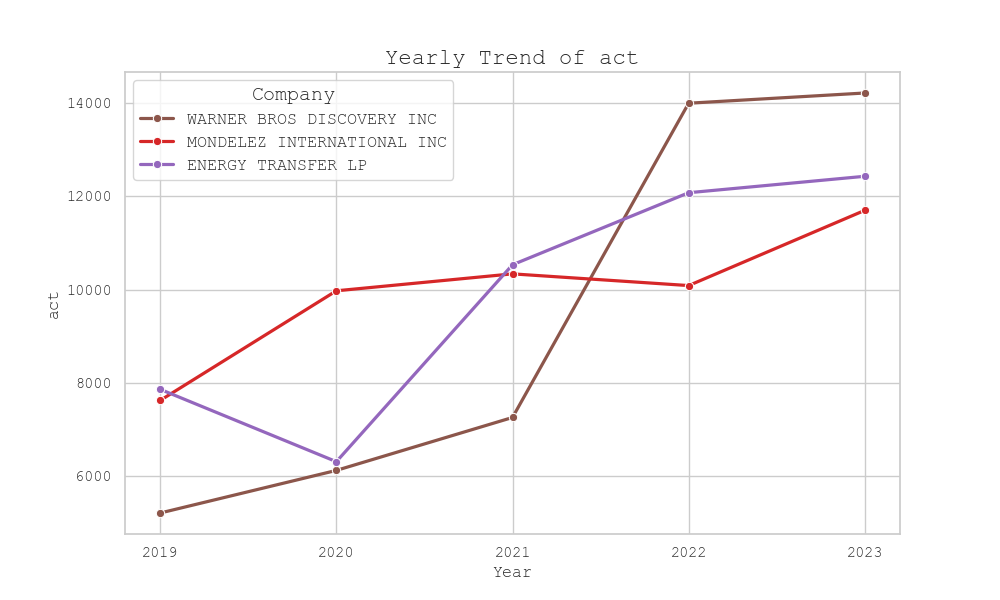 Yearly Trend of act
Company
WARNER BROS DISCOVERY INC
MONDELEZ INTERNATIONAL INC
ENERGY TRANSFER LP
14000
12000
10000
8000
6000
act
2019 2020 2021 2022 2023
Year